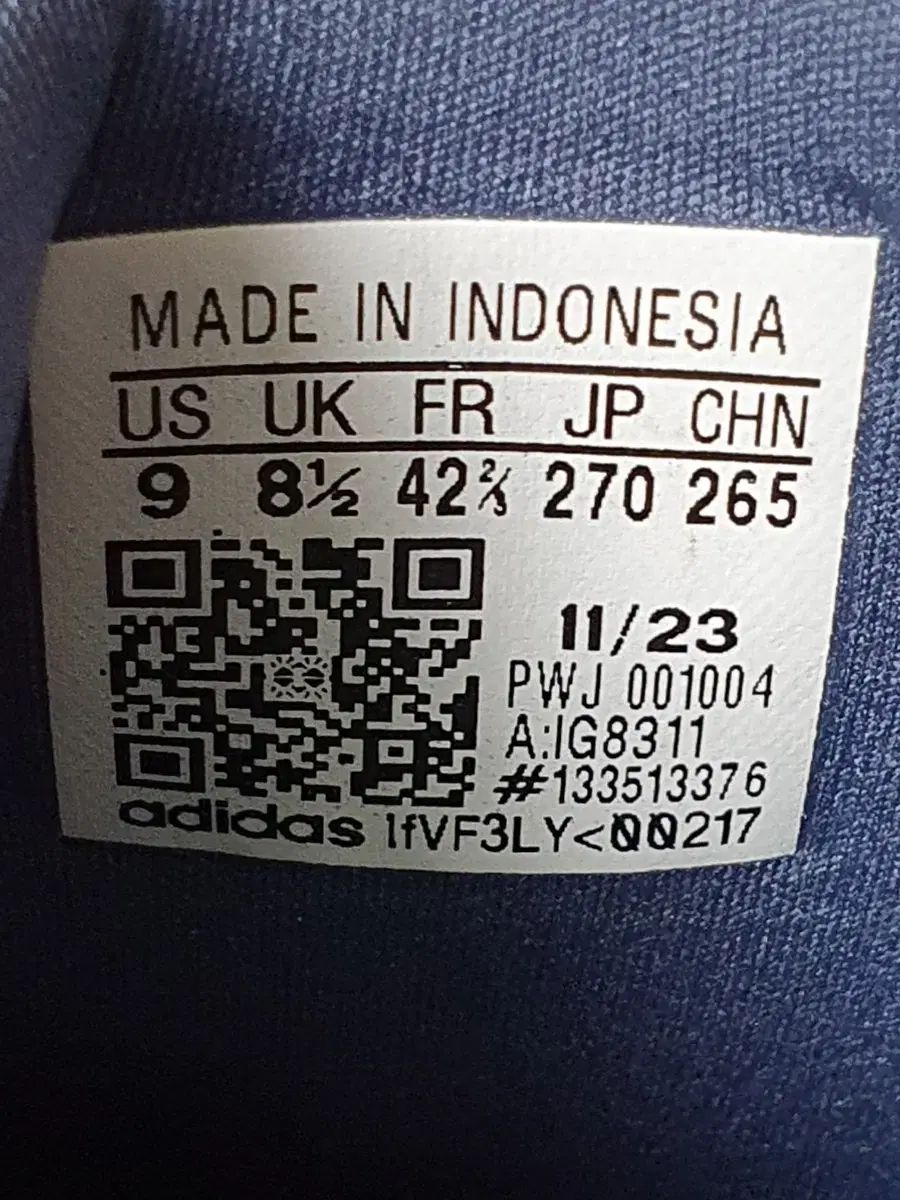 MADE IN INDONESIA
US UK FR JP CHN
9 8½ 42⅔ 270 265
11/23
PWJ 001004
A:IG8311
#133513376
adidas 1fVF3LY<00217